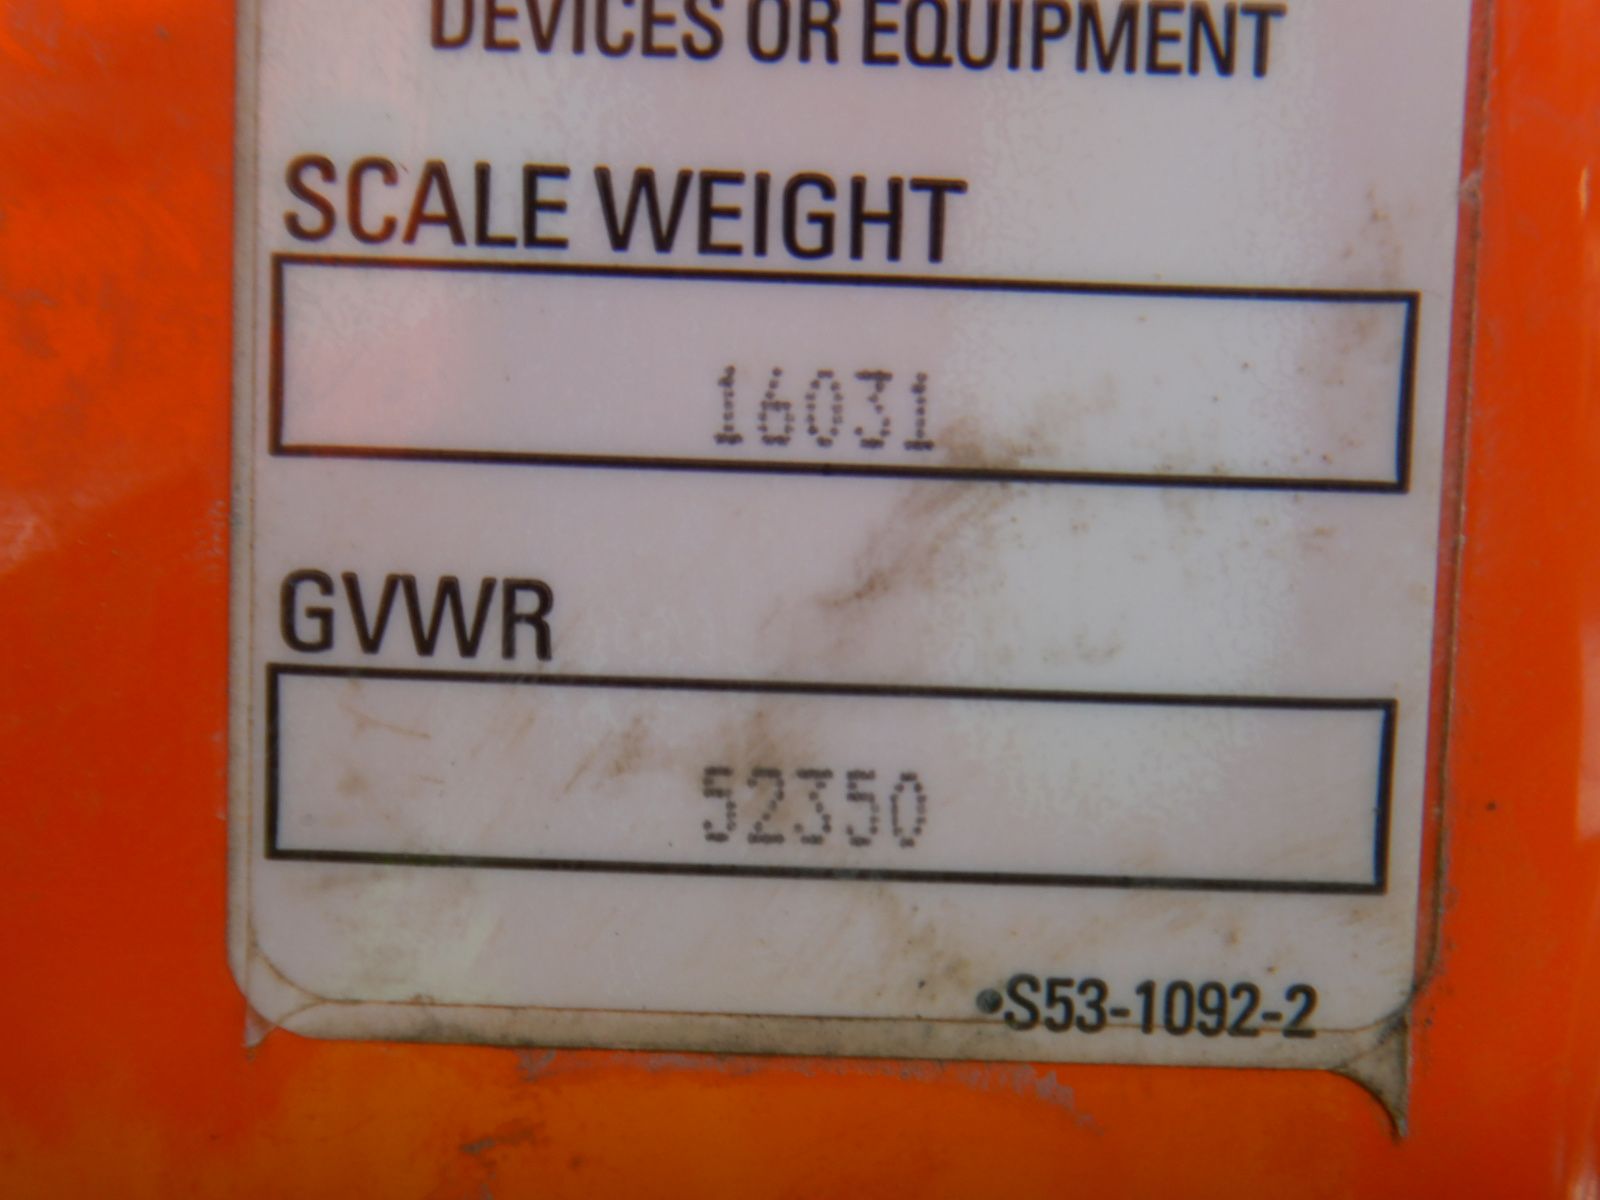 DEVICES OR EQUIPMENT
SCALE WEIGHT
16031
GVWR
52350
S53-1092-2